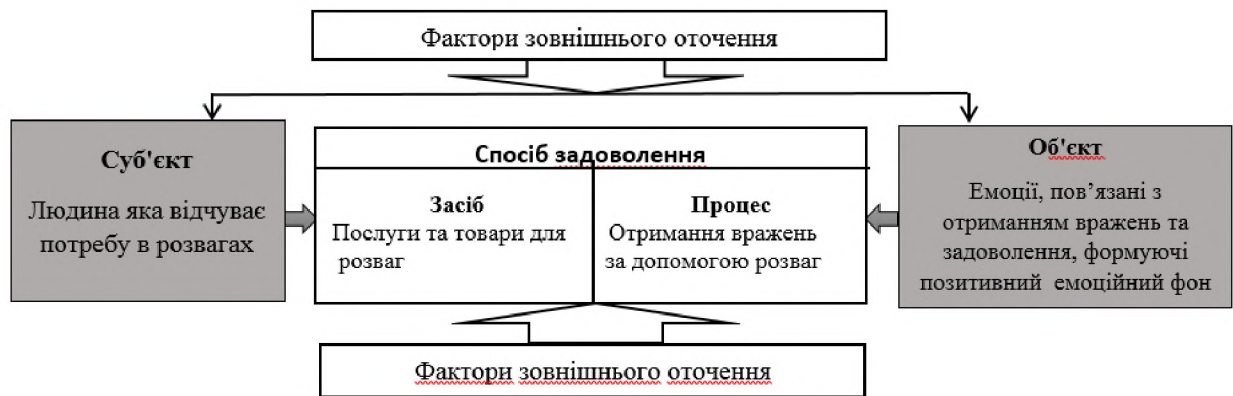 Фактори зовнішнього оточення
Суб'єкт
Людина яка відчуває
потребу в розвагах
Спосіб задоволення
Засіб
Послуги та товари для
розваг
Процес
Отримання вражень
за допомогою розваг
Об'єкт
Емоції, пов’язані з
отриманням вражень та
задоволення, формуючі
позитивний емоційний фон
Фактори зовнішнього оточення